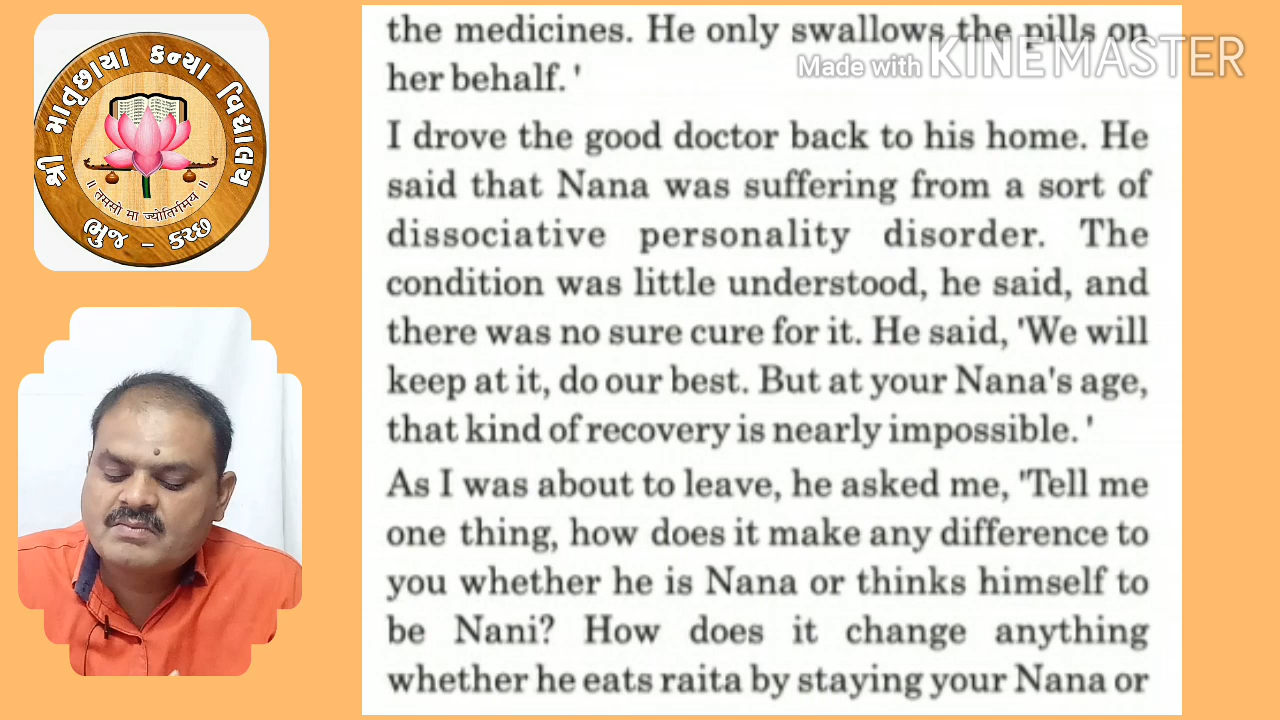 શ્રી માતૃછાયા કન્યા વિદ્યાલય
॥ तमसो मा ज्योतिर्गमय ॥
ભુજ - કચ્છ
Made with KINEMASTER
the medicines. He only swallows the pills on
her behalf. '
I drove the good doctor back to his home. He
said that Nana was suffering from a sort of
dissociative personality disorder. The
condition was little understood, he said, and
there was no sure cure for it. He said, 'We will
keep at it, do our best. But at your Nana's age,
that kind of recovery is nearly impossible. '
As I was about to leave, he asked me, 'Tell me
one thing, how does it make any difference to
you whether he is Nana or thinks himself to
be Nani? How does it change anything
whether he eats raita by staying your Nana or